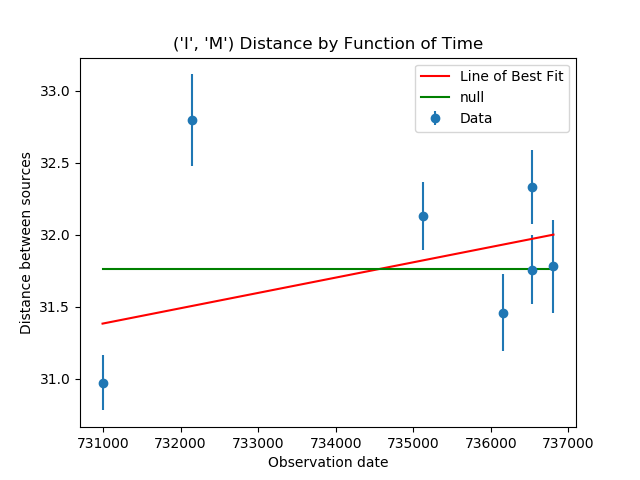 ('I', 'M') Distance by Function of Time
Line of Best Fit
null
Data
Distance between sources
33.0
32.5
32.0
31.5
31.0
731000 732000 733000 734000 735000 736000 737000
Observation date